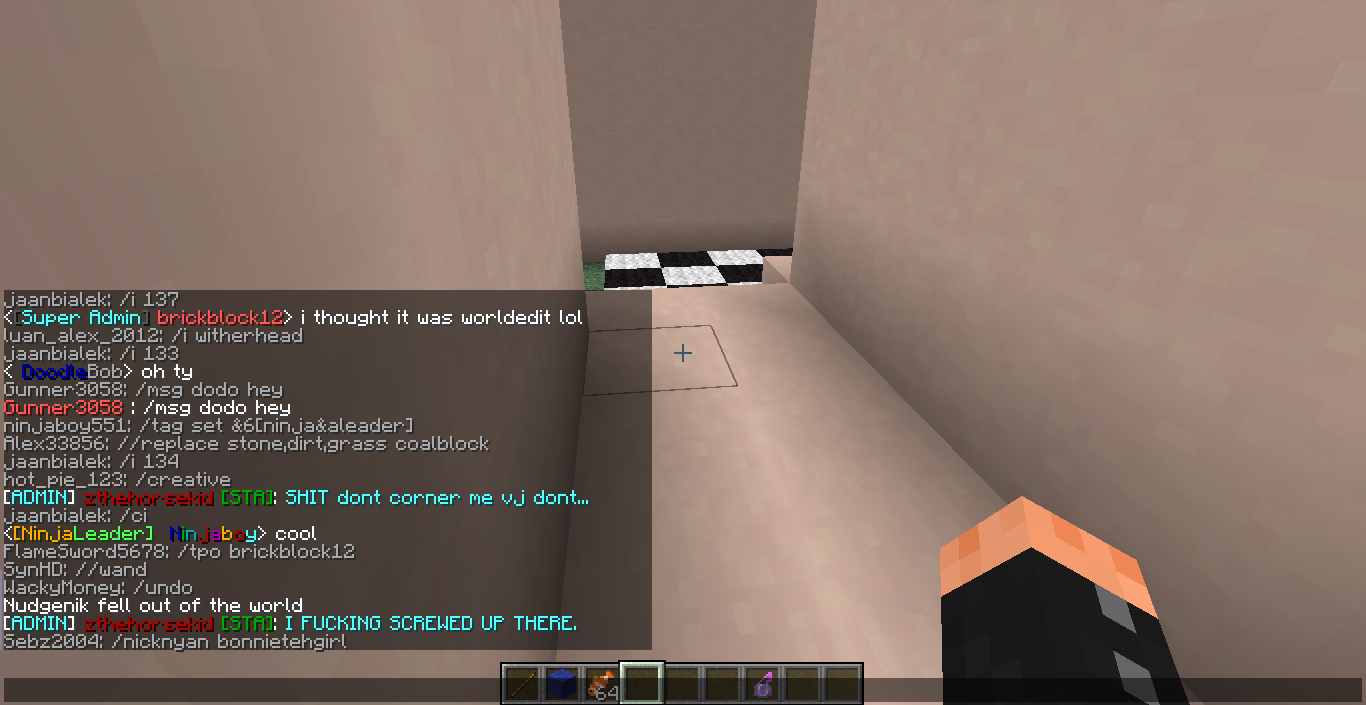 jaanbialek: /i 137
<[Super Admin] brickblock12> i thought it was worldedit lol
luan_alex_2012: /i witherhead
jaanbialek: /i 133
< DoodleBob> oh ty
Gunner3058: /msg dodo hey
Gunner3058 : /msg dodo hey
ninjaboy551: /tag set &6[ninja&aleader]
Alex33856: //replace stone,dirt,grass coalblock
jaanbialek: /i 134
hot_pie_123: /creative
[ADMIN] zthehorsekid [STA]: SHIT dont corner me vj dont...
jaanbialek: /ci
<[NinjaLeader] Ninjaboy> cool
FlameSword5678: /tpo brickblock12
SynHD: //wand
WackyMoney: /undo
Nudgenik fell out of the world
[ADMIN] zthehorsekid [STA]: I FUCKING SCREWED UP THERE.
Sebz2004: /nicknyan bonnietehgirl
64